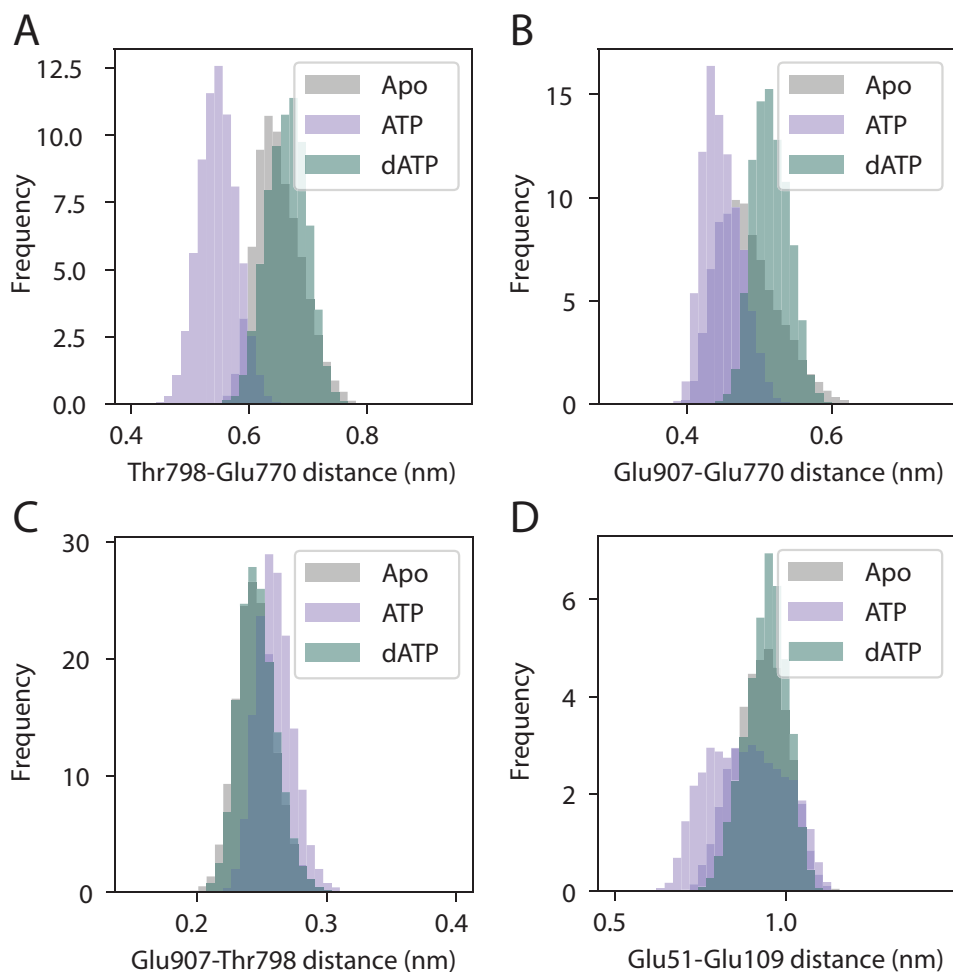 A
Frequency
12.5
10.0
7.5
5.0
2.5
0.0
0.4
0.6
0.8
Apo
ATP
dATP
Thr798-Glu770 distance (nm)
B
Frequency
15
10
5
0
0.4
0.6
Apo
ATP
dATP
Glu907-Glu770 distance (nm)
C
Frequency
30
20
10
0
0.2
0.3
0.4
Apo
ATP
dATP
Glu907-Thr798 distance (nm)
D
Frequency
6
4
2
0
0.5
1.0
Apo
ATP
dATP
Glu51-Glu109 distance (nm)